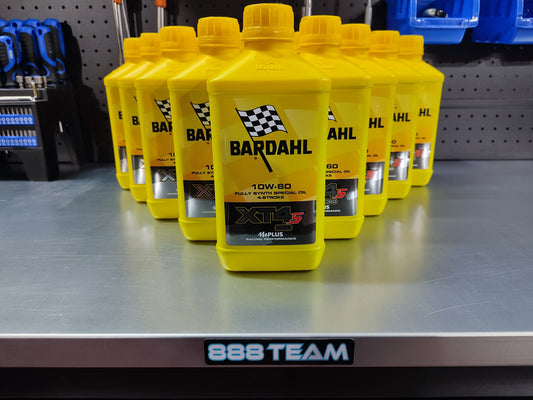 BARDAHL
10W-60
FULLY SYNTH SPECIAL OIL
4-STROKE
XT4S
RACING PERFORMANCE
888 TEAM